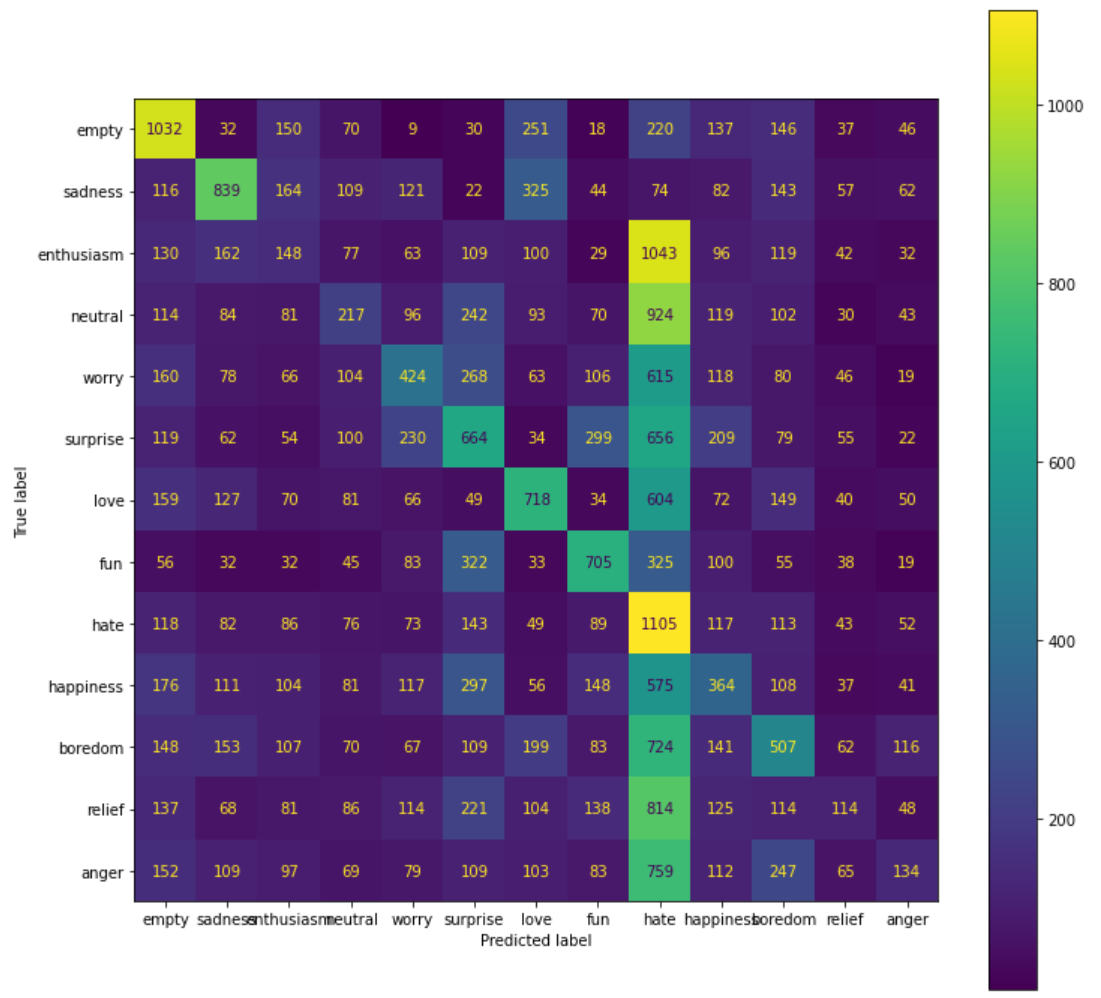 empty 1032 32 150 70 9 30 251 18 220 137 146 37 46
sadness 116 839 164 109 121 22 325 44 74 82 143 57 62
enthusiasm 130 162 148 77 63 109 100 29 1043 96 119 42 32
neutral 114 84 81 217 96 242 93 70 924 119 102 30 43
worry 160 78 66 104 424 268 63 106 615 118 80 46 19
surprise 119 62 54 100 230 664 34 299 656 209 79 55 22
love 159 127 70 81 66 49 718 34 604 72 149 40 50
fun 56 32 32 45 83 322 33 705 325 100 55 38 19
hate 118 82 86 76 73 143 49 89 1105 117 113 43 52
happiness 176 111 104 81 117 297 56 148 575 364 108 37 41
boredom 148 153 107 70 67 109 199 83 724 141 507 62 116
relief 137 68 81 86 114 221 104 138 814 125 114 114 48
anger 152 109 97 69 79 109 103 83 759 112 247 65 134
empty sadness enthusiasm neutral worry surprise love fun hate happiness boredom relief anger
Predicted label
True label
1000
800
600
400
200